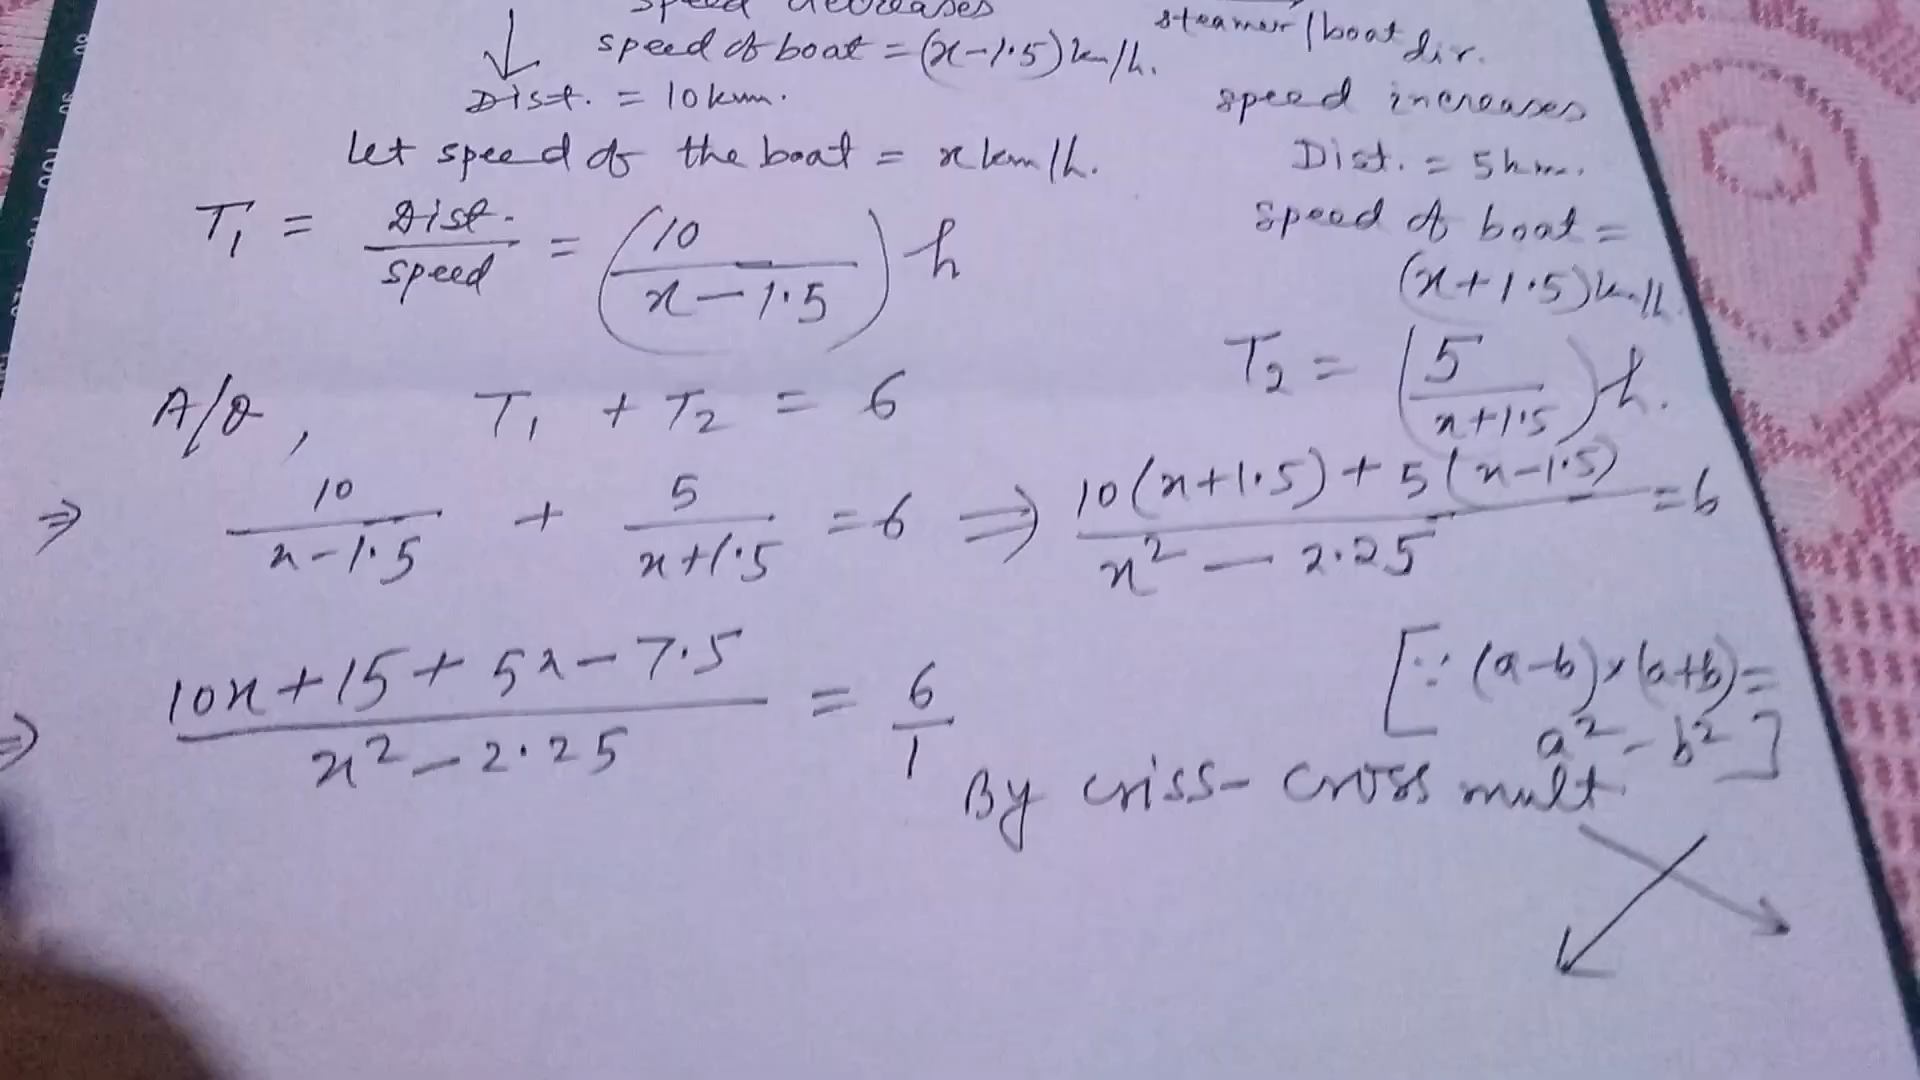 speed decreases
steamer/boat dir.
speed of boat = (x-1.5) km/h.
Dist. = 10 km.
speed increases
Let speed of the boat = x km/h.
Dist. = 5 km.
T₁ = Dist./speed = (10/(x-1.5)) h
speed of boat =
(x+1.5) km/h
T₂ = (5/(x+1.5)) h.
A/Q, T₁ + T₂ = 6
⇒ 10/(x-1.5) + 5/(x+1.5) = 6 ⇒ (10(x+1.5) + 5(x-1.5))/(x² - 2.25) = 6
⇒ (10x+15+5x-7.5)/(x²-2.25) = 6/1
[∵ (a-b)×(a+b) =
a² - b²]
By criss-cross mult.